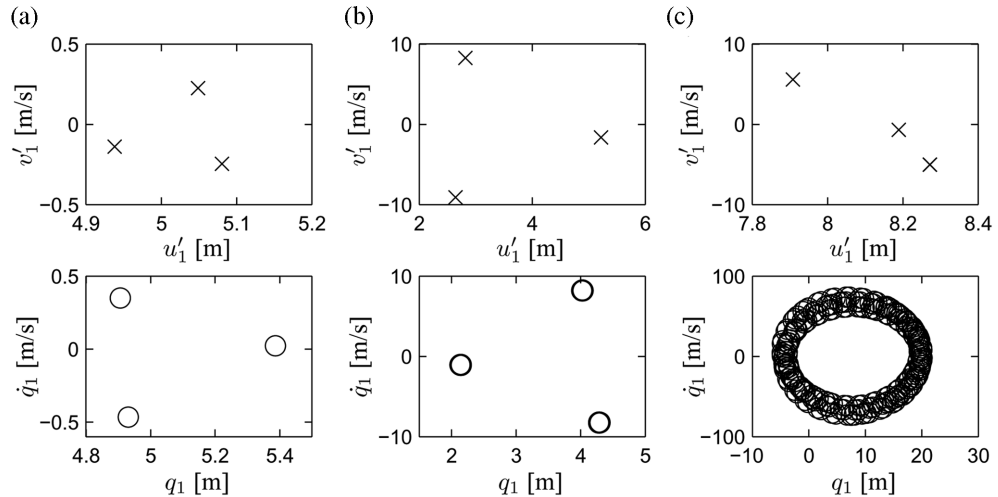 (a) (b) (c)
0.5 10 10
v′₁ [m/s] 0 v′₁ [m/s] 0 v′₁ [m/s] 0
−0.5 −10 −10
4.9 5 5.1 5.2 2 4 6 7.8 8 8.2 8.4
u′₁ [m] u′₁ [m] u′₁ [m]
0.5 10 100
q̇₁ [m/s] 0 q̇₁ [m/s] 0 q̇₁ [m/s] 0
−0.5 −10 −100
4.8 5 5.2 5.4 2 3 4 5 −10 0 10 20 30
q₁ [m] q₁ [m] q₁ [m]